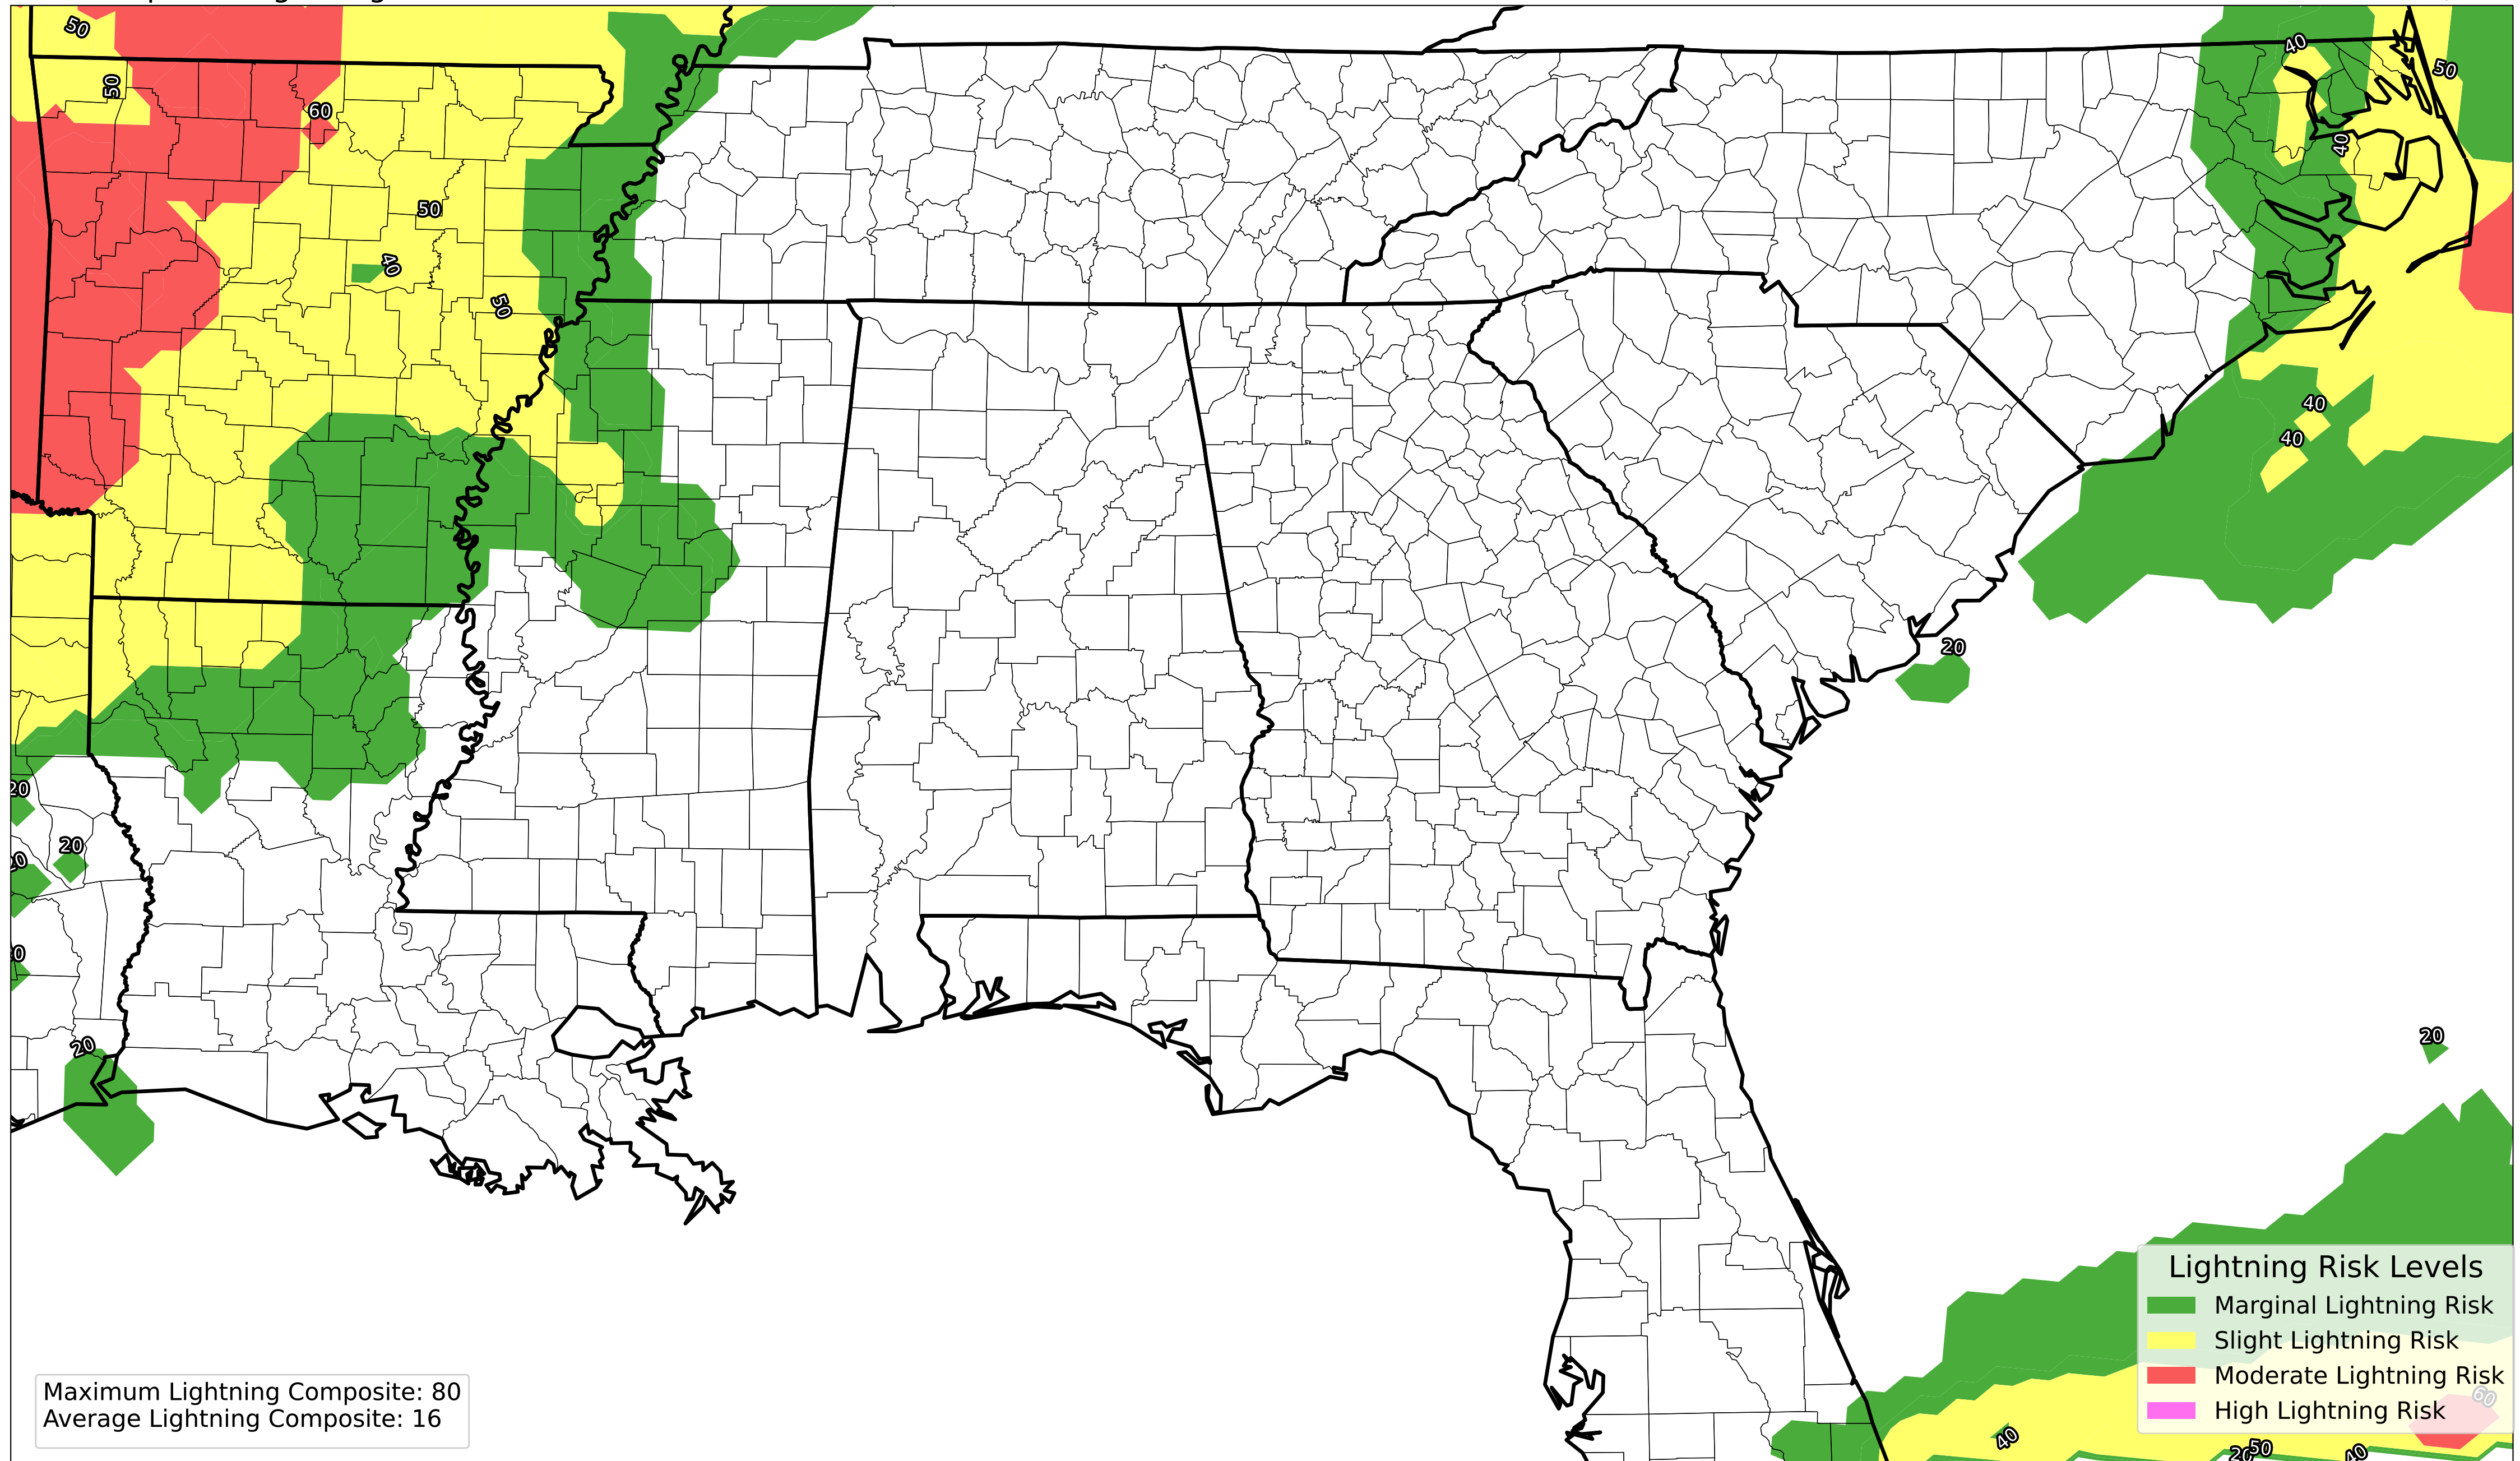 50
40
50
50
60
40
50
40
50
40
40
20
20
20
20
20
Lightning Risk Levels
Marginal Lightning Risk
Slight Lightning Risk
Moderate Lightning Risk
High Lightning Risk
60
Maximum Lightning Composite: 80
Average Lightning Composite: 16
40
50
40